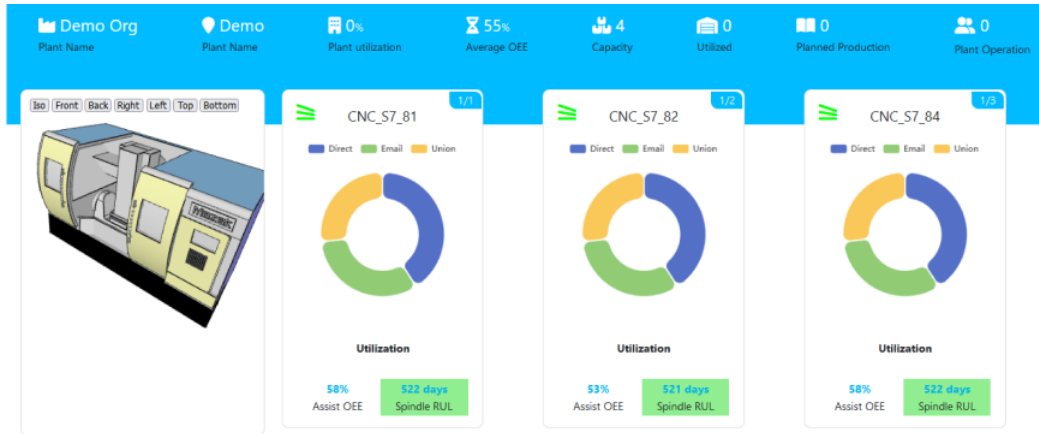 Demo Org
Plant Name
Demo
Plant Name
0%
Plant utilization
55%
Average OEE
4
Capacity
0
Utilized
0
Planned Production
0
Plant Operation
Iso Front Back Right Left Top Bottom
Mazak
1/1
CNC_S7_81
Direct Email Union
Utilization
58%
Assist OEE
522 days
Spindle RUL
1/2
CNC_S7_82
Direct Email Union
Utilization
53%
Assist OEE
521 days
Spindle RUL
1/3
CNC_S7_84
Direct Email Union
Utilization
58%
Assist OEE
522 days
Spindle RUL